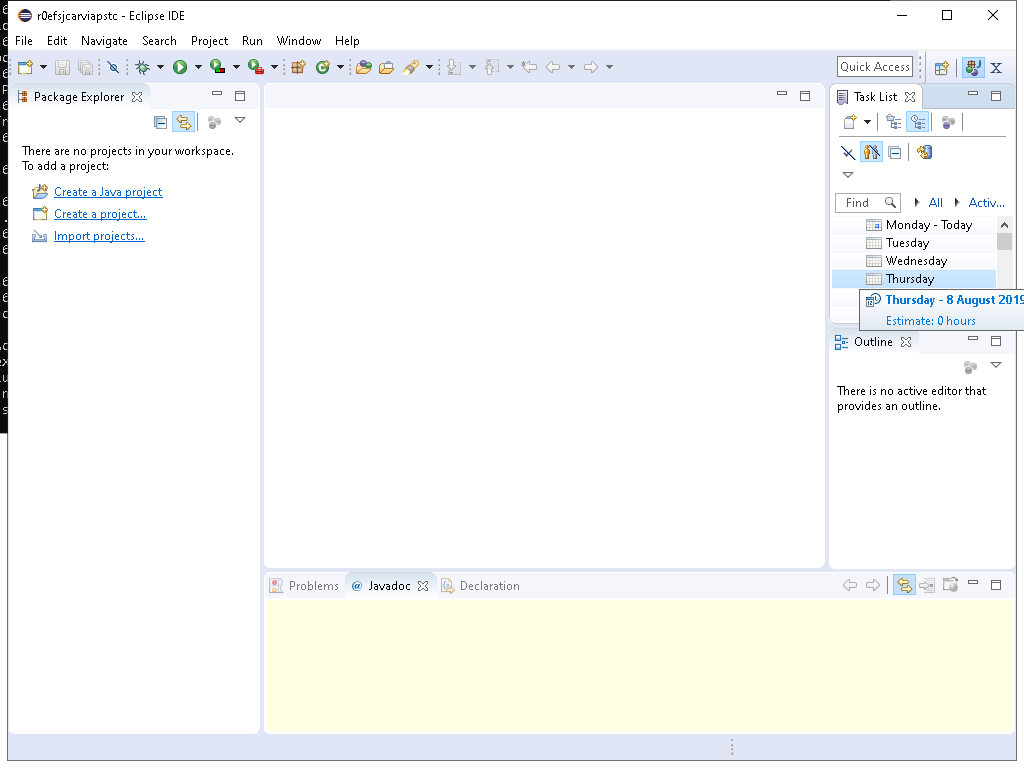 r0efsjcarviapstc - Eclipse IDE
File Edit Navigate Search Project Run Window Help
Quick Access
Package Explorer
There are no projects in your workspace.
To add a project:
Create a Java project
Create a project...
Import projects...
Task List
Find All Activ...
Monday - Today
Tuesday
Wednesday
Thursday
Thursday - 8 August 2019
Estimate: 0 hours
Outline
There is no active editor that
provides an outline.
Problems @ Javadoc Declaration